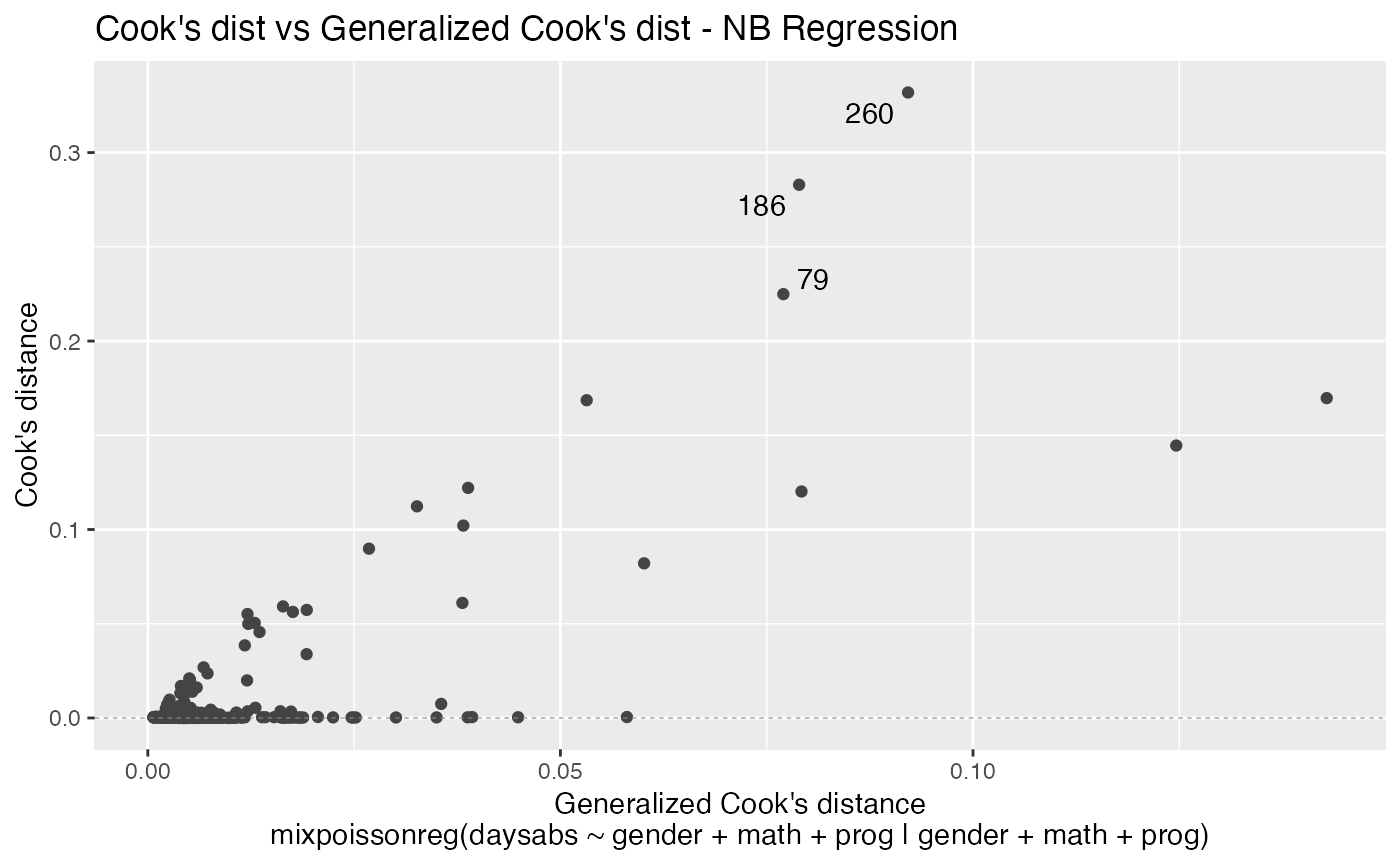 Cook's dist vs Generalized Cook's dist - NB Regression
260
0.3
186
79
0.2
Cook's distance
0.1
0.0
0.00
0.05
0.10
Generalized Cook's distance
mixpoissonreg(daysabs ~ gender + math + prog | gender + math + prog)